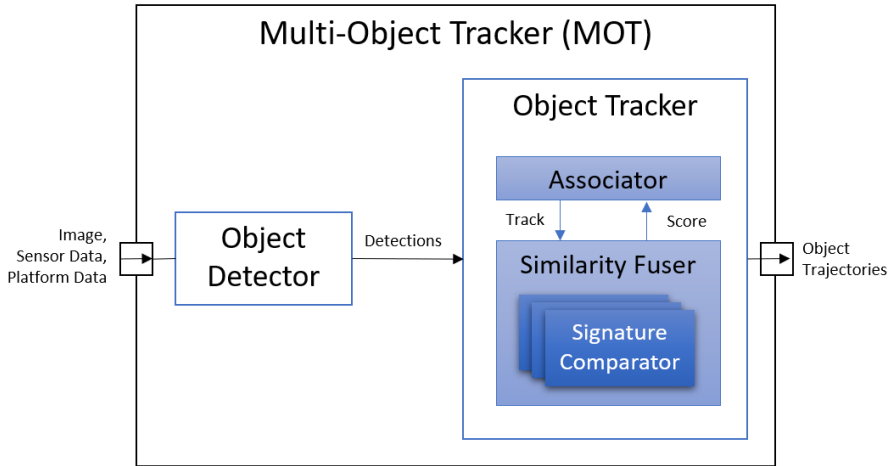 Multi-Object Tracker (MOT)
Object Tracker
Associator
Track
Score
Image,
Sensor Data,
Platform Data
Object
Detector
Detections
Similarity Fuser
Signature
Comparator
Object
Trajectories